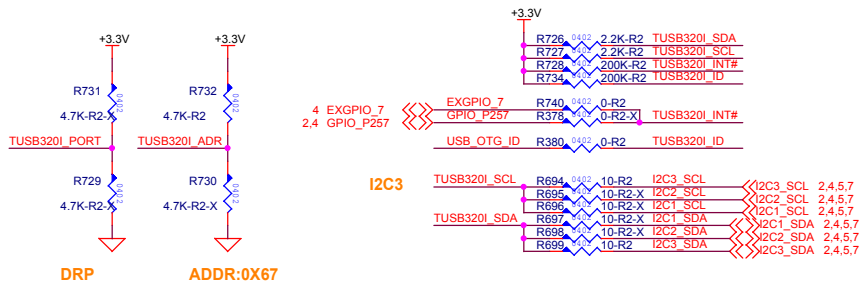 +3.3V
+3.3V
R731
0402
4.7K-R2-X
R732
0402
4.7K-R2
TUSB320I_PORT
TUSB320I_ADR
R729
0402
4.7K-R2-X
R730
0402
4.7K-R2-X
DRP
ADDR:0X67
+3.3V
R726 0402 2.2K-R2 TUSB320I_SDA
R727 2.2K-R2 TUSB320I_SCL
R728 200K-R2 TUSB320I_INT#
R734 200K-R2 TUSB320I_ID
4 EXGPIO_7 EXGPIO_7 R740 0402 0-R2
2,4 GPIO_P257 GPIO_P257 R378 0-R2-X TUSB320I_INT#
USB_OTG_ID R380 0402 0-R2 TUSB320I_ID
I2C3
TUSB320I_SCL R694 0402 10-R2 I2C3_SCL I2C3_SCL 2,4,5,7
R695 10-R2-X I2C2_SCL I2C2_SCL 2,4,5,7
R696 10-R2-X I2C1_SCL I2C1_SCL 2,4,5,7
TUSB320I_SDA R697 0402 10-R2-X I2C1_SDA I2C1_SDA 2,4,5,7
R698 0402 10-R2-X I2C2_SDA I2C2_SDA 2,4,5,7
R699 0402 10-R2 I2C3_SDA I2C3_SDA 2,4,5,7